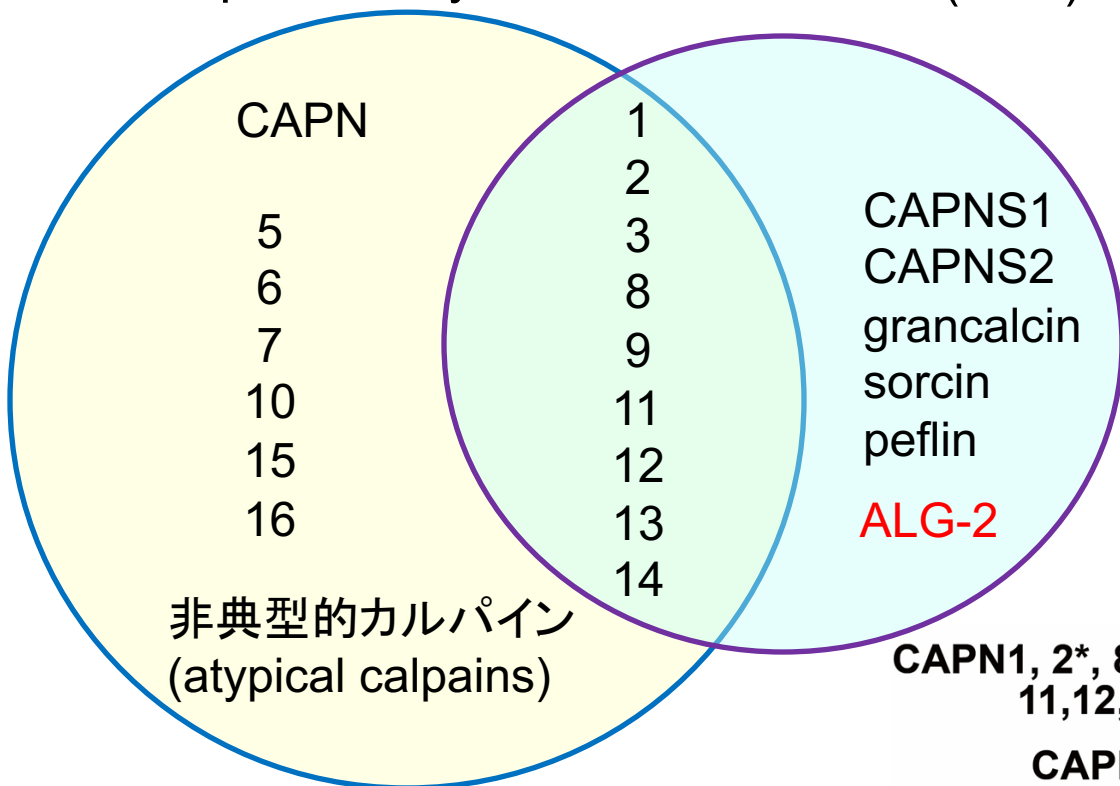 CAPN
5
6
7
10
15
16
非典型的カルパイン
(atypical calpains)
1
2
3
8
9
11
12
13
14
CAPNS1
CAPNS2
grancalcin
sorcin
peflin
ALG-2
CAPN1, 2*,
11,12,